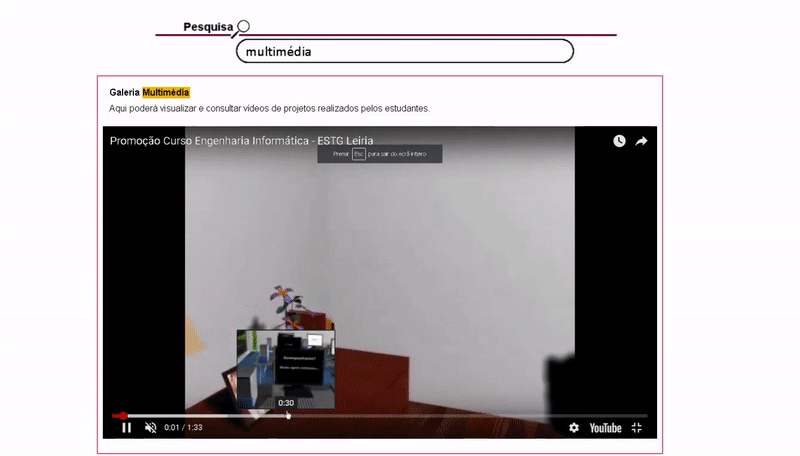 Pesquisa
multimédia
Galeria Multimédia
Aqui poderá visualizar e consultar vídeos de projetos realizados pelos estudantes.
Promoção Curso Engenharia Informática - ESTG Leiria
Premir Esc para sair do ecrã inteiro
0:30
0:01 / 1:33
YouTube